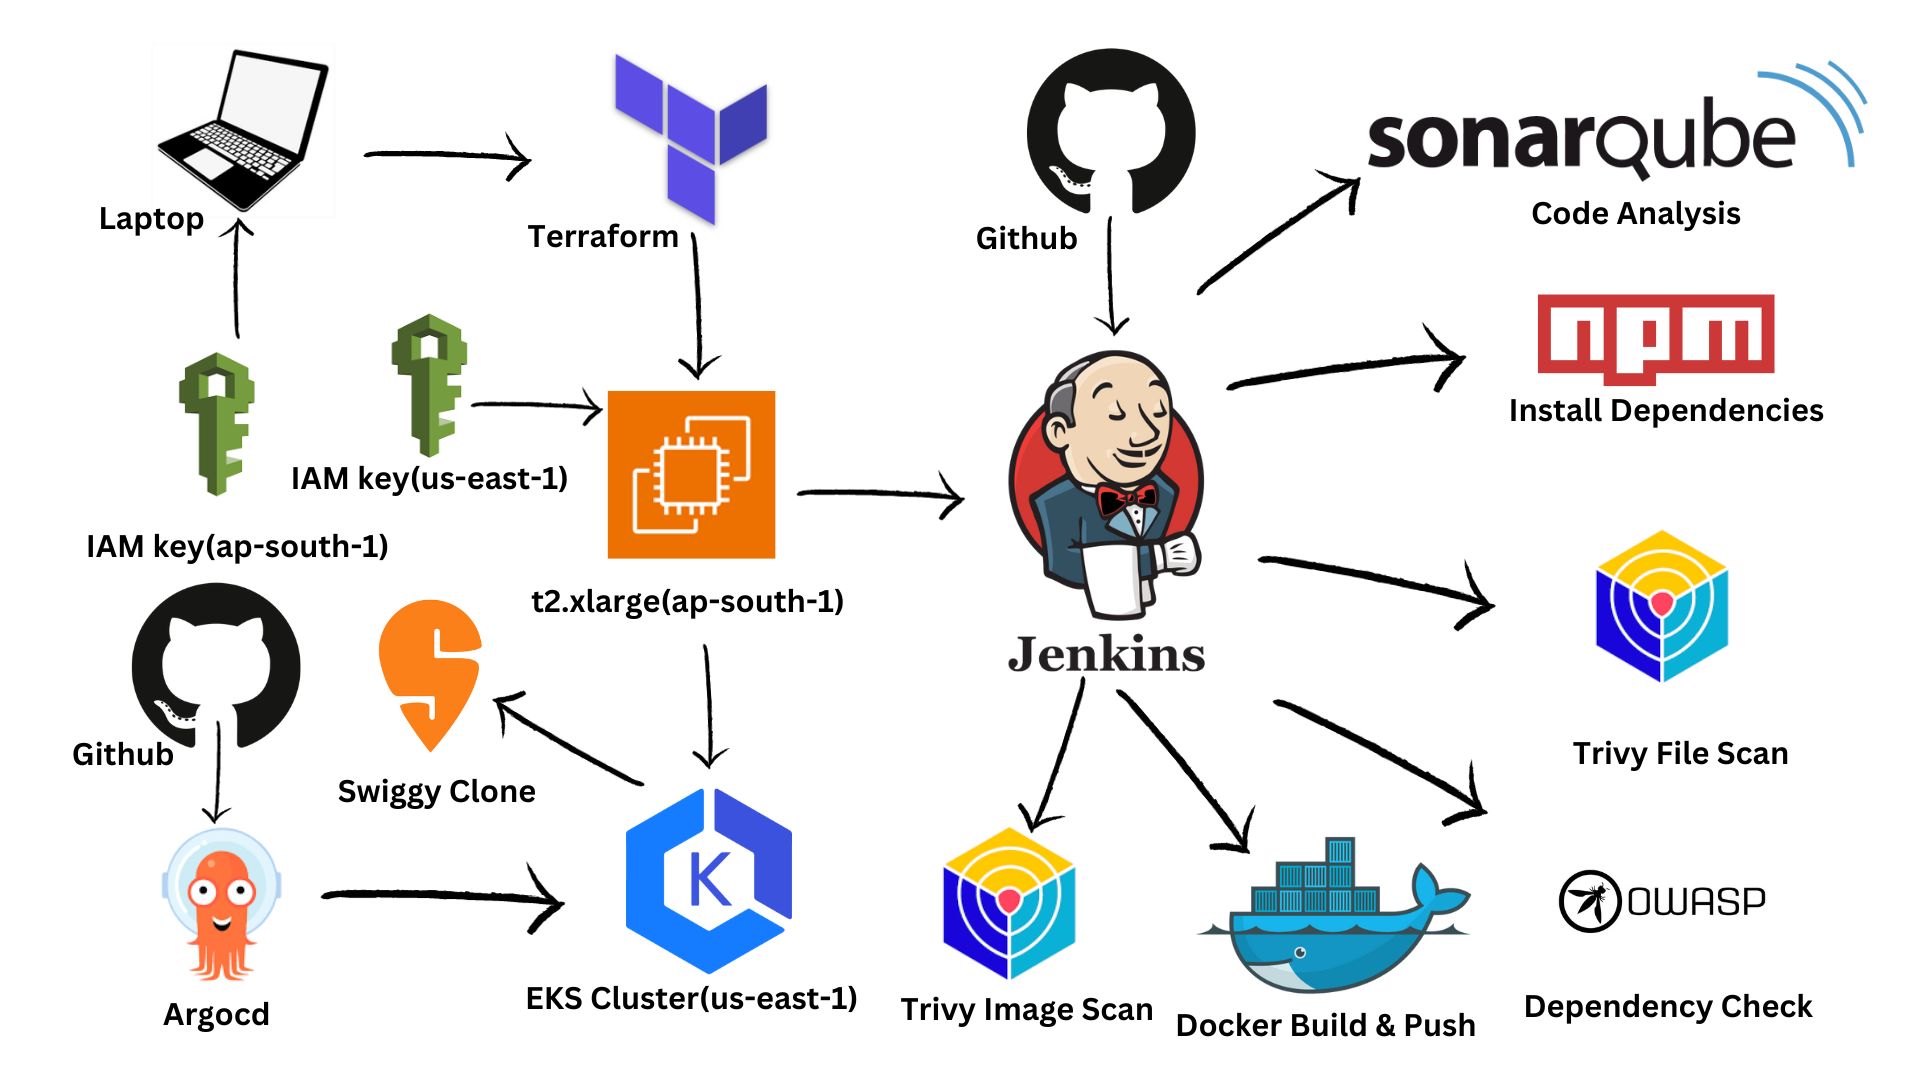 Laptop
Terraform
Github
sonarqube
Code Analysis
npm
Install Dependencies
IAM key(us-east-1)
IAM key(ap-south-1)
t2.xlarge(ap-south-1)
Jenkins
Github
Swiggy Clone
Trivy File Scan
K
OWASP
Argocd
EKS Cluster(us-east-1)
Trivy Image Scan
Docker Build & Push
Dependency Check